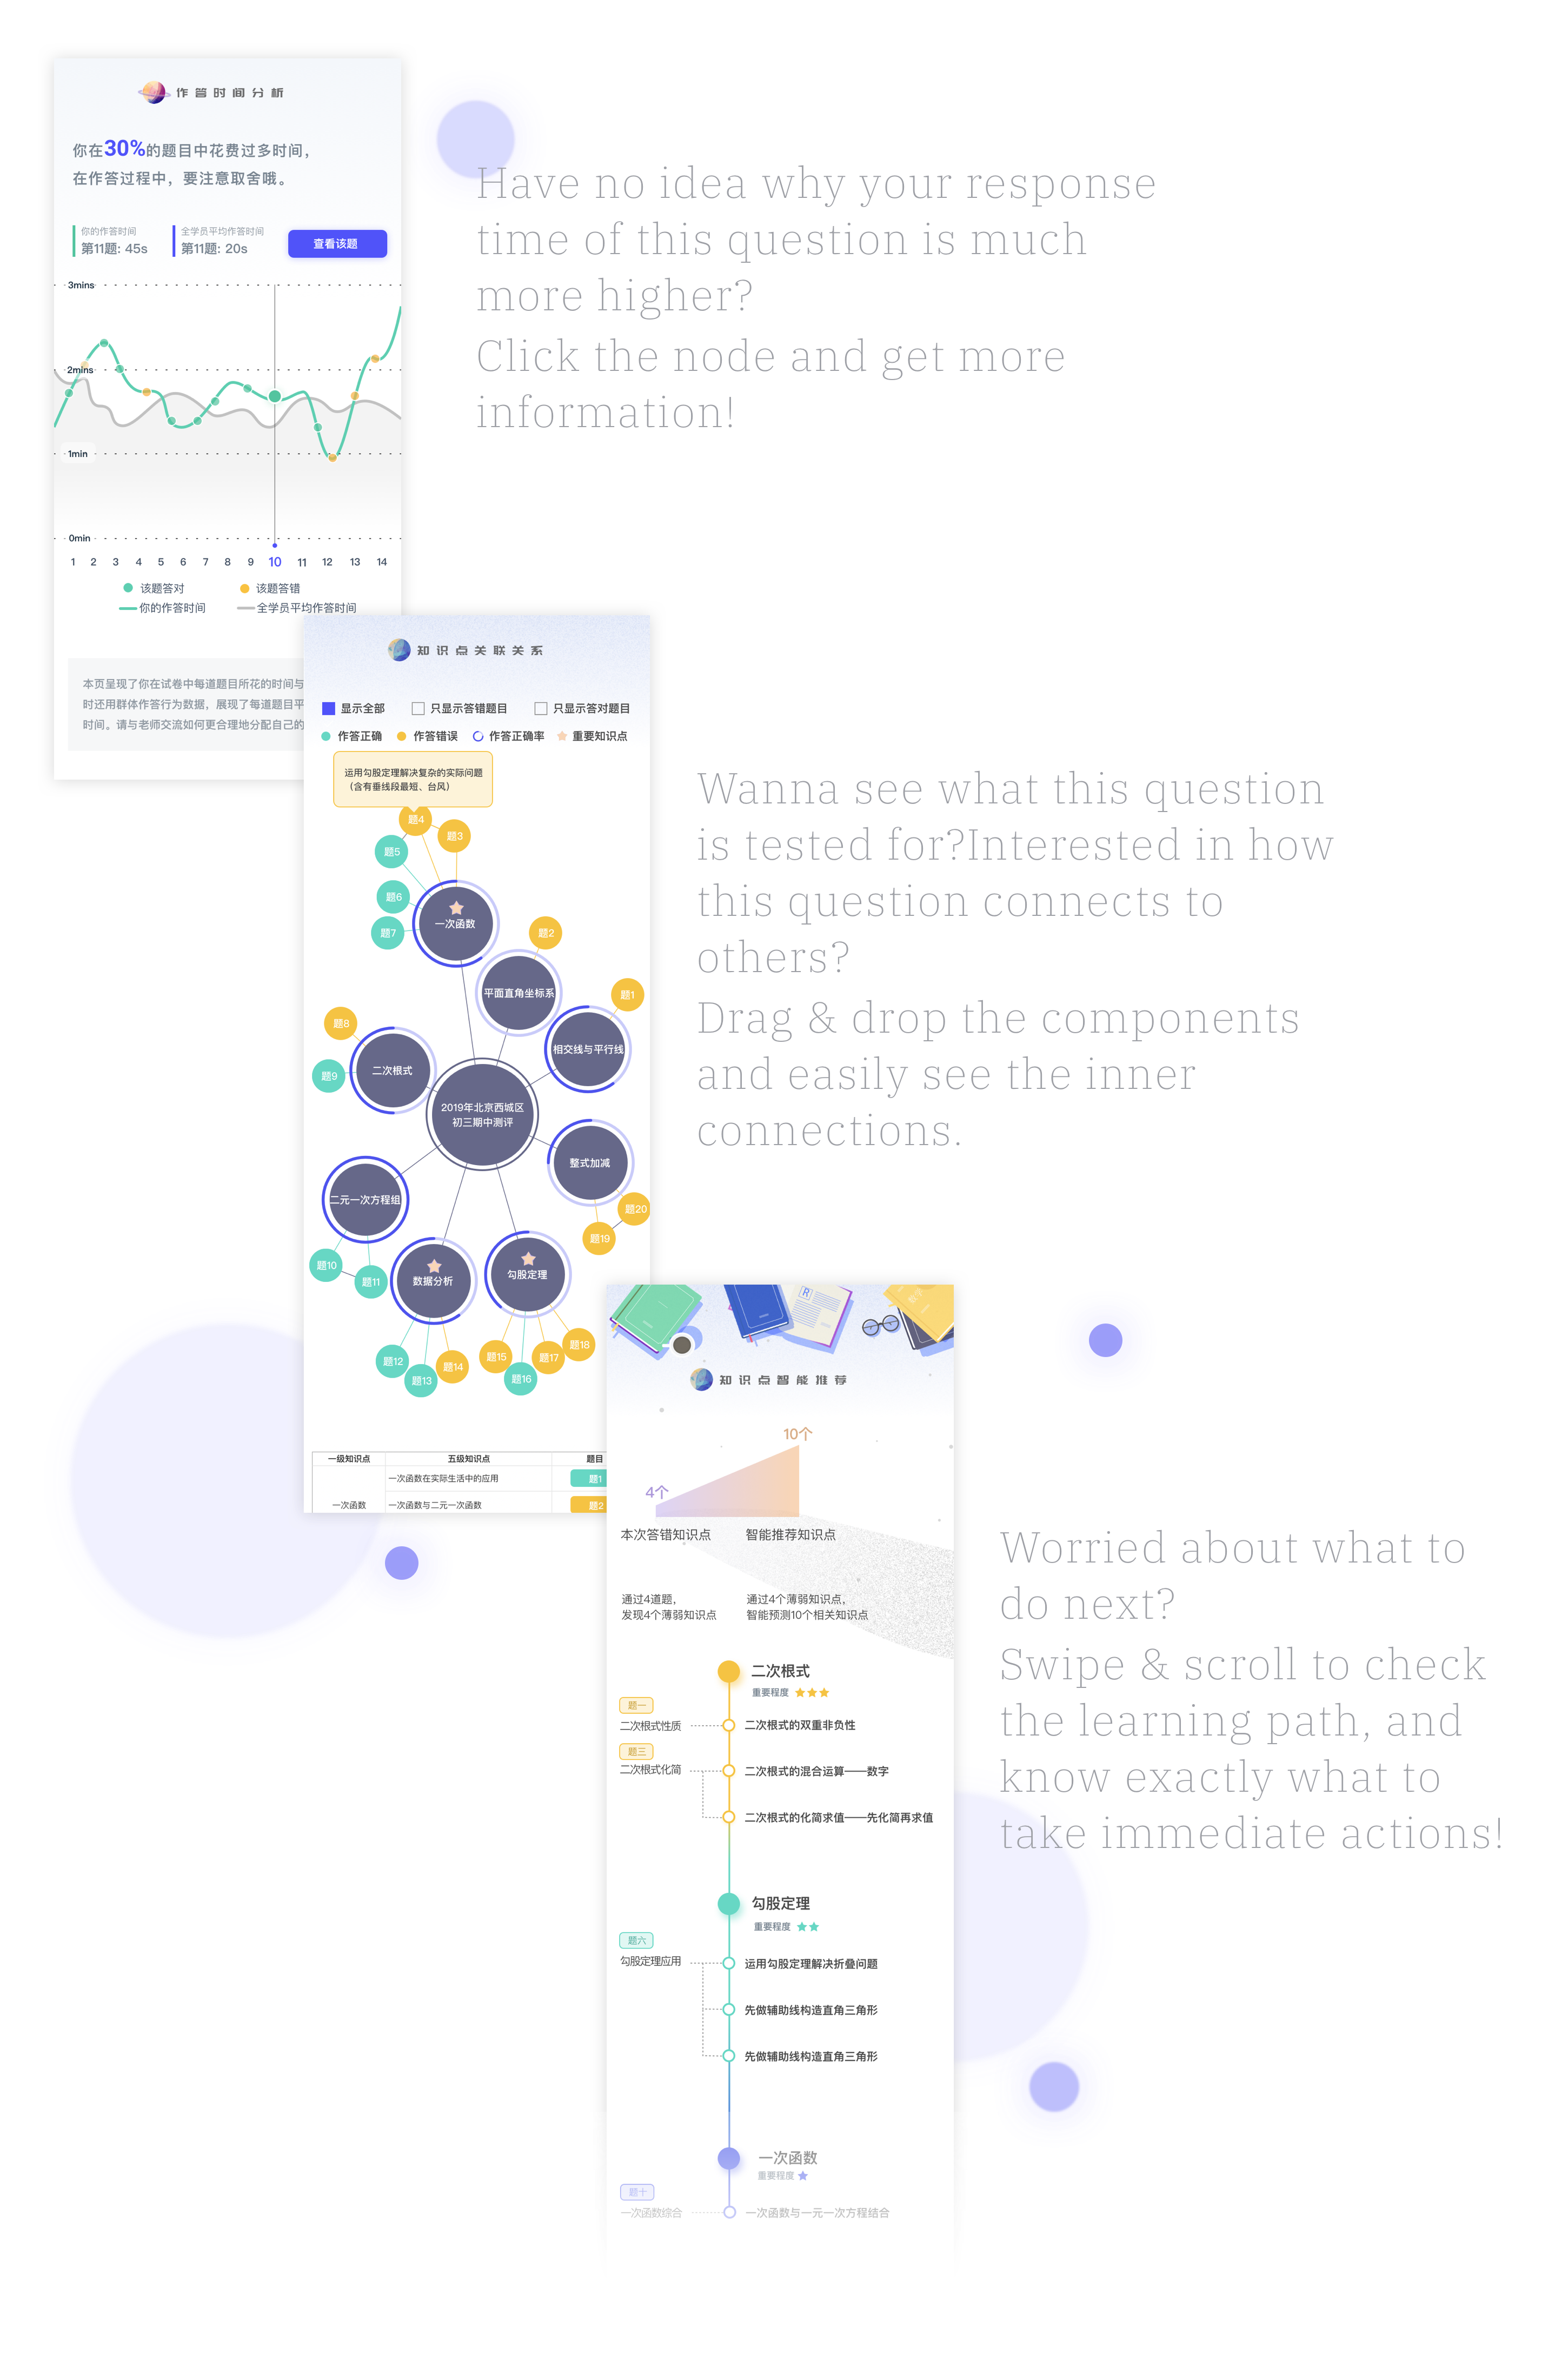 作答时间分析
你在30%的题目中花费过多时间，
在作答过程中，要注意取舍哦。
你的作答时间
第11题: 45s
全学员平均作答时间
第11题: 20s
查看该题
3mins
2mins
1min
0min
1 2 3 4 5 6 7 8 9 10 11 12 13 14
该题答对
该题答错
你的作答时间
全学员平均作答时间
本页呈现了你在试卷中每道题目所花的时间与
时还用群体作答行为数据，展现了每道题目平
时间。请与老师交流如何更合理地分配自己的
Have no idea why your response
time of this question is much
more higher?
Click the node and get more
information!
知识点关联关系
显示全部
只显示答错题目
只显示答对题目
作答正确
作答错误
作答正确率
重要知识点
运用勾股定理解决复杂的实际问题
（含有垂线段最短、台风）
题4
题3
题5
题6
题7
一次函数
题2
平面直角坐标系
题1
相交线与平行线
题8
题9
二次根式
2019年北京西城区
初三期中测评
整式加减
题20
题19
二元一次方程组
题10
题11
数据分析
勾股定理
题12
题13
题14
题15
题16
题17
题18
一级知识点
五级知识点
题目
一次函数在实际生活中的应用
题1
一次函数
一次函数与二元一次函数
题2
Wanna see what this question
is tested for?Interested in how
this question connects to
others?
Drag & drop the components
and easily see the inner
connections.
R
知识点智能推荐
10个
4个
本次答错知识点
智能推荐知识点
通过4道题，
发现4个薄弱知识点
通过4个薄弱知识点，
智能预测10个相关知识点
二次根式
重要程度
题一
二次根式性质
二次根式的双重非负性
题三
二次根式化简
二次根式的混合运算——数字
二次根式的化简求值——先化简再求值
勾股定理
重要程度
题六
勾股定理应用
运用勾股定理解决折叠问题
先做辅助线构造直角三角形
先做辅助线构造直角三角形
一次函数
重要程度
题十
一次函数综合
一次函数与一元一次方程结合
Worried about what to
do next?
Swipe & scroll to check
the learning path, and
know exactly what to
take immediate actions!